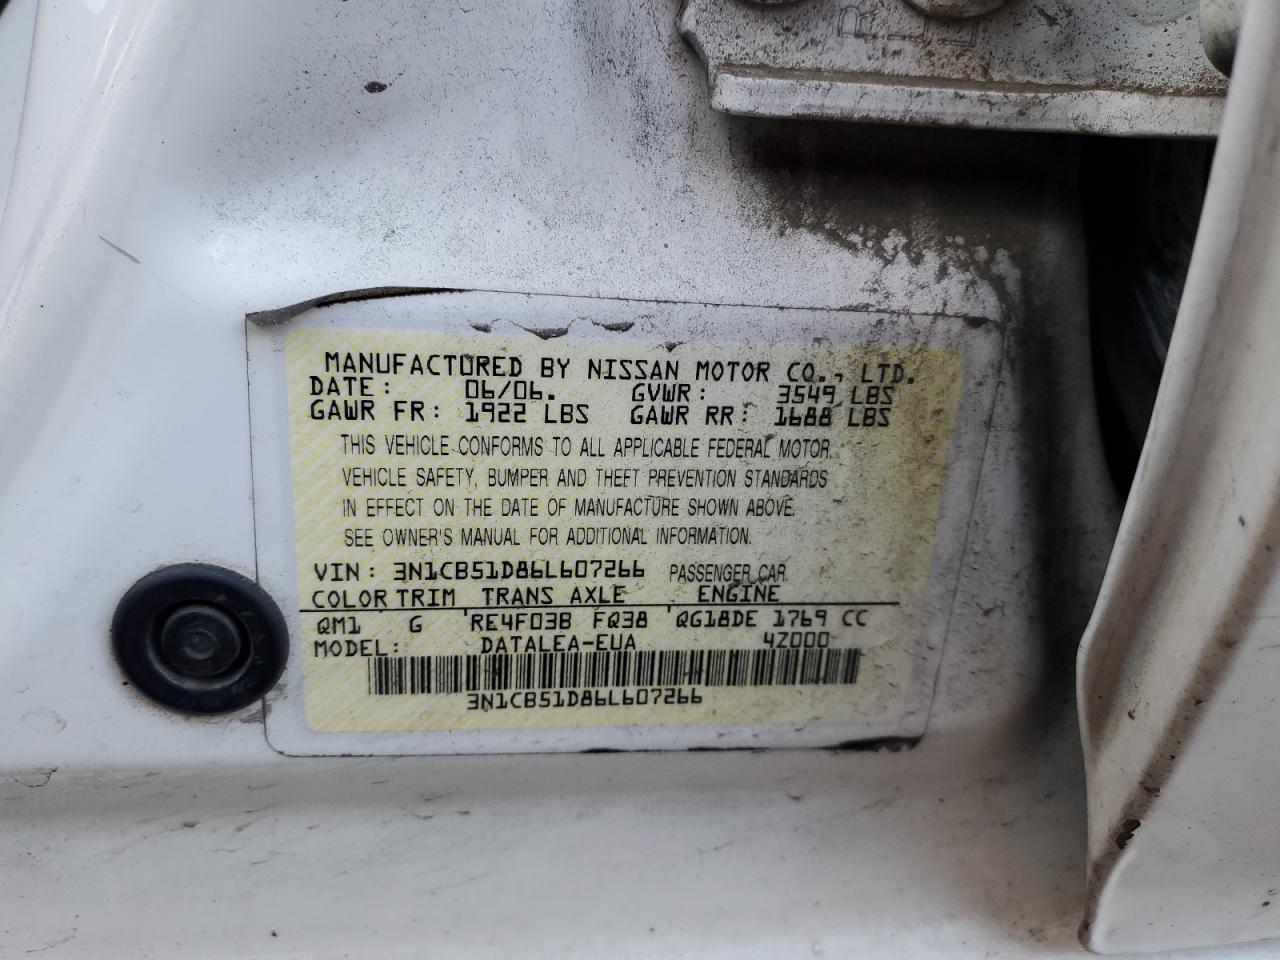 MANUFACTURED BY NISSAN MOTOR CO., LTD.
DATE: 06/06. GVWR: 3549 LBS
GAWR FR: 1922 LBS GAWR RR: 1688 LBS
THIS VEHICLE CONFORMS TO ALL APPLICABLE FEDERAL MOTOR
VEHICLE SAFETY, BUMPER AND THEFT PREVENTION STANDARDS
IN EFFECT ON THE DATE OF MANUFACTURE SHOWN ABOVE.
SEE OWNER'S MANUAL FOR ADDITIONAL INFORMATION.
VIN: 3N1CB51D86L607266 PASSENGER CAR
COLOR TRIM TRANS AXLE ENGINE
QM1 G RE4F03B FQ38 QG18DE 1769 CC
MODEL: DATALEA-EUA 4Z000
3N1CB51D86L607266